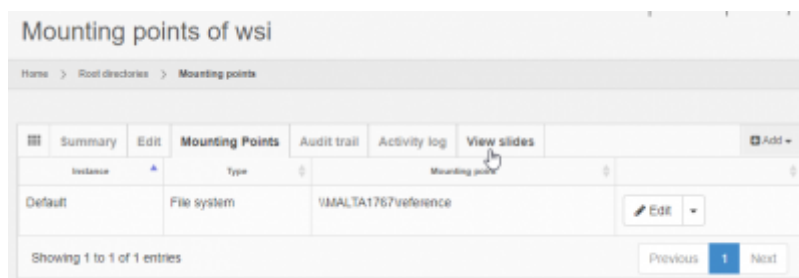 Mounting points of wsi
Home > Root directories > Mounting points
Summary Edit Mounting Points Audit trail Activity log View slides Add
Instance Type Mounting point
Default File system \\MALTA1767\reference Edit
Showing 1 to 1 of 1 entries Previous 1 Next